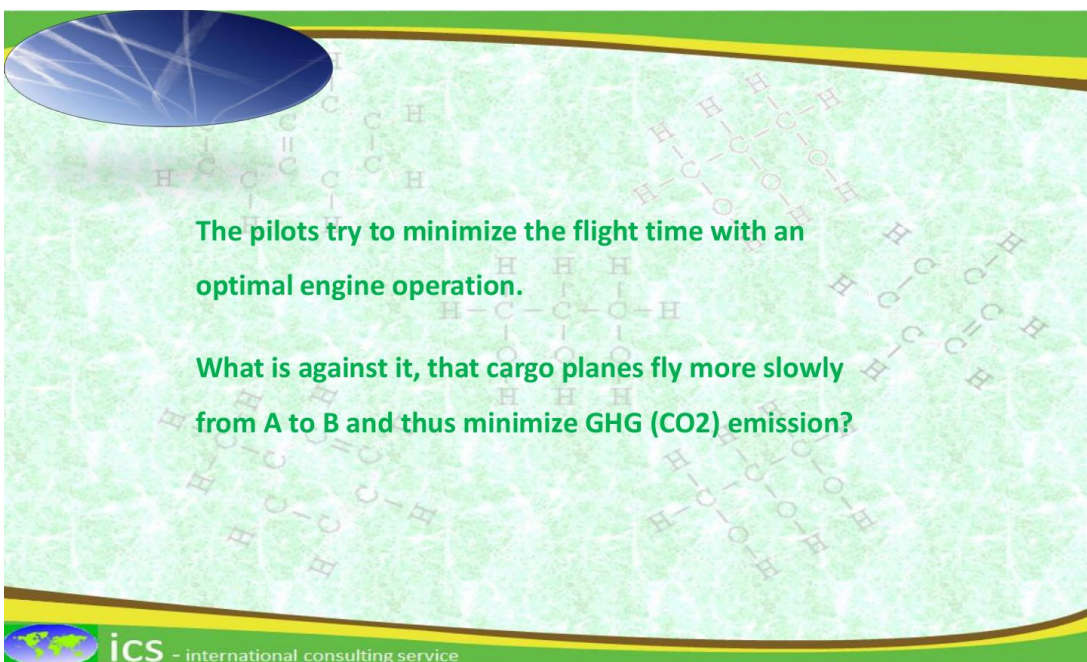 The pilots try to minimize the flight time with an
optimal engine operation.
What is against it, that cargo planes fly more slowly
from A to B and thus minimize GHG (CO2) emission?
ics - international consulting service